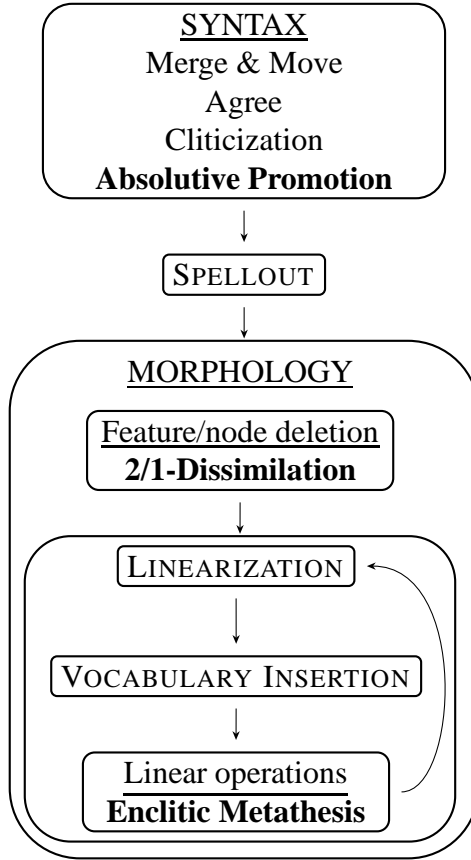 SYNTAX
Merge & Move
Agree
Cliticization
Absolutive Promotion
SPELLOUT
MORPHOLOGY
Feature/node deletion
2/1-Dissimilation
LINEARIZATION
VOCABULARY INSERTION
Linear operations
Enclitic Metathesis